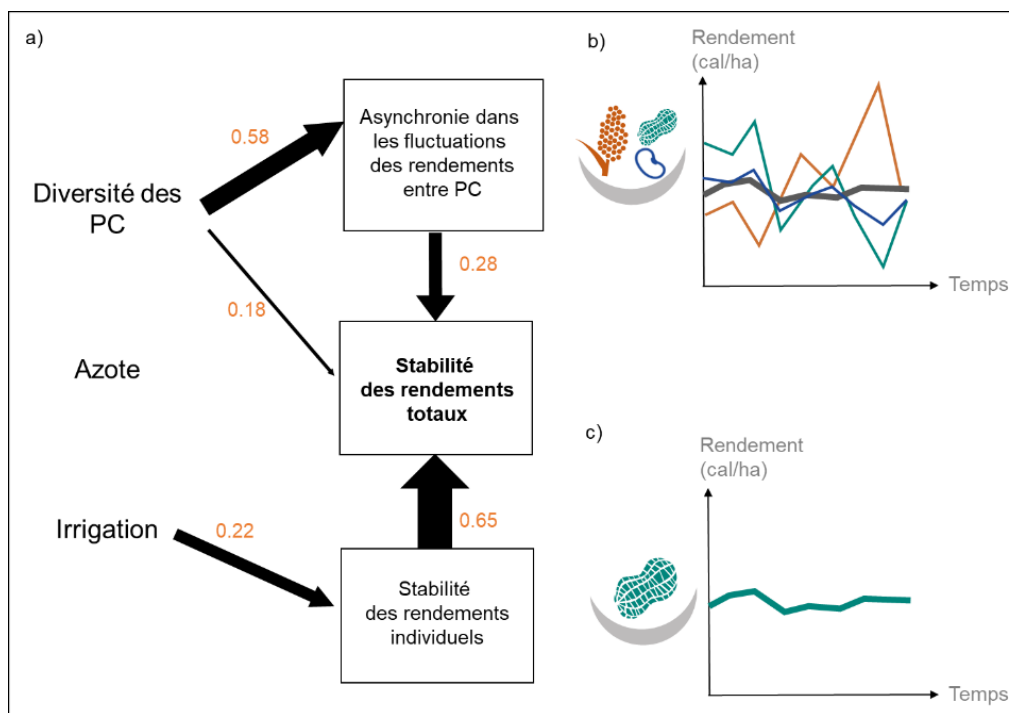 a)
Diversité des
PC
0.58
0.18
Asynchronie dans
les fluctuations
des rendements
entre PC
0.28
Azote
Stabilité
des rendements
totaux
Irrigation
0.22
0.65
Stabilité
des rendements
individuels
b)
Rendement
(cal/ha)
Temps
c)
Rendement
(cal/ha)
Temps